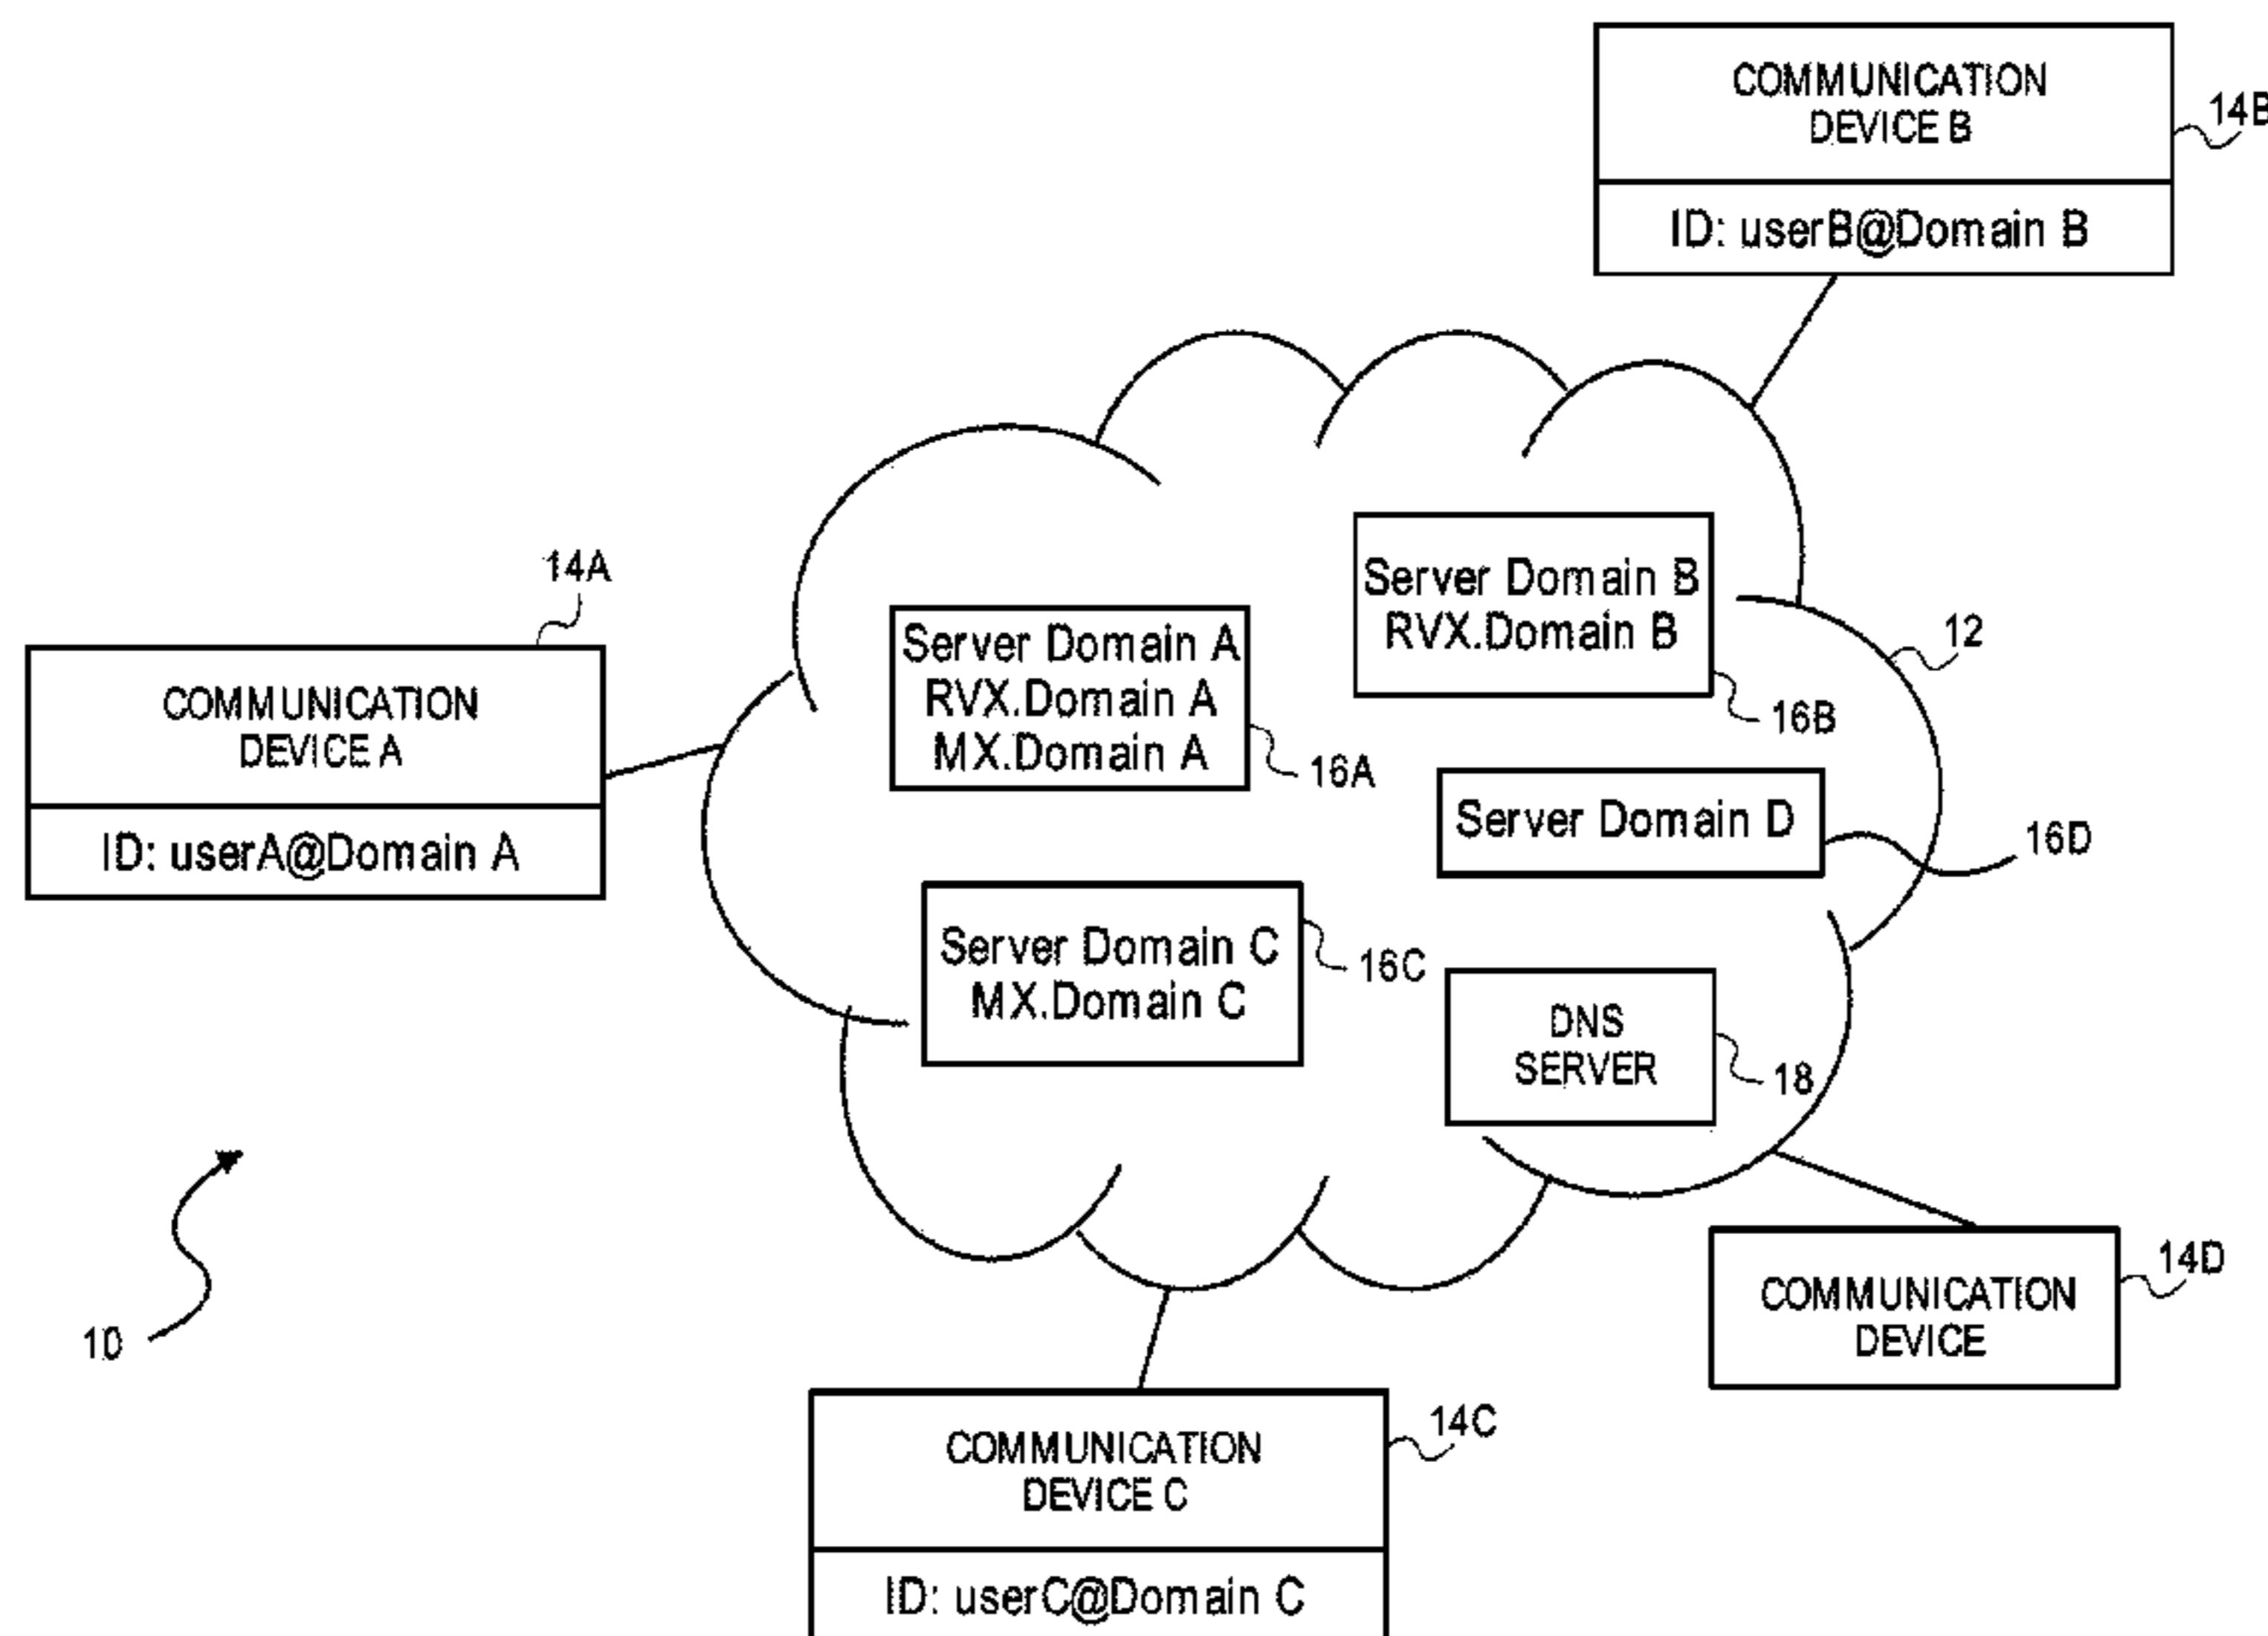 COMMUNICATION
DEVICE B
14B
ID: userB@Domain B
14A
COMMUNICATION
DEVICE A
ID: userA@Domain A
Server Domain A
RVX.Domain A
MX.Domain A
16A
Server Domain B
RVX.Domain B
16B
12
Server Domain D
16D
Server Domain C
MX.Domain C
16C
DNS
SERVER
18
10
COMMUNICATION
DEVICE
14D
COMMUNICATION
DEVICE C
14C
ID: userC@Domain C